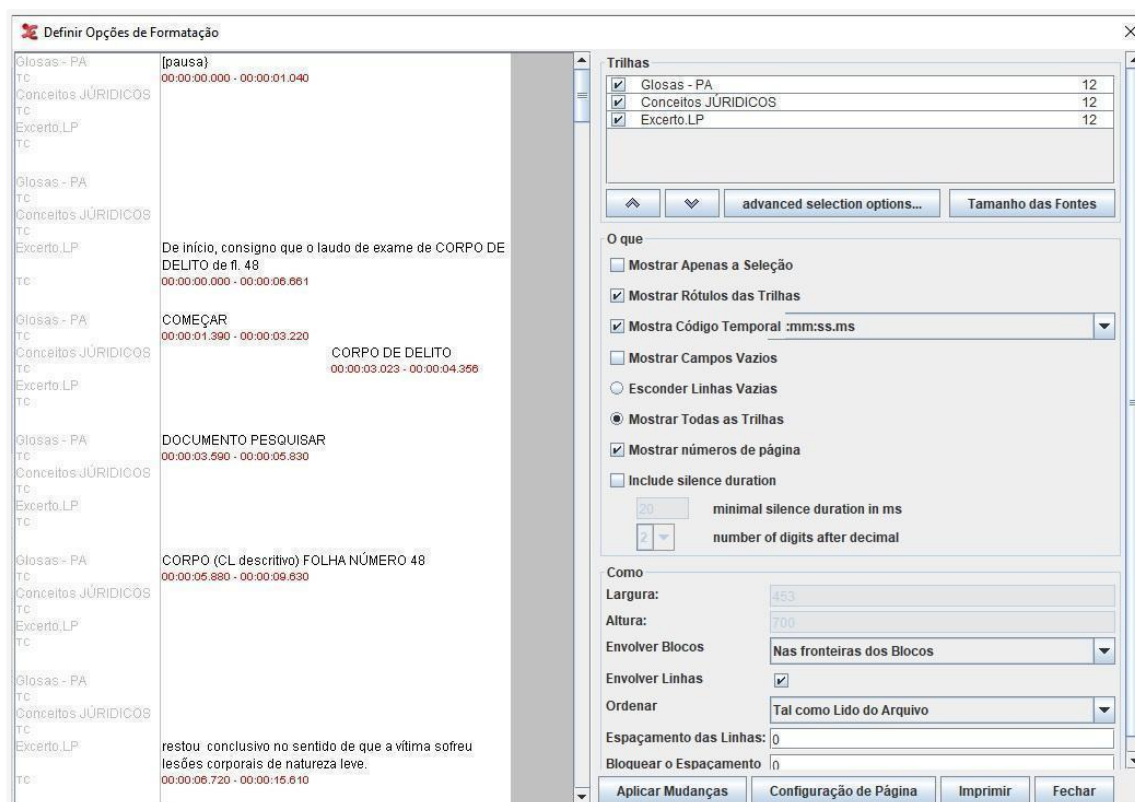 Definir Opções de Formatação
Glosas - PA [pausa}
TC 00:00:00.000 - 00:00:01.040
Conceitos JÚRIDICOS
TC
Excerto.LP
TC
Glosas - PA
TC
Conceitos JÚRIDICOS
TC
Excerto.LP De início, consigno que o laudo de exame de CORPO DE
DELITO de fl. 48
TC 00:00:00.000 - 00:00:06.661
Glosas - PA COMEÇAR
TC 00:00:01.390 - 00:00:03.220
Conceitos JÚRIDICOS CORPO DE DELITO
TC 00:00:03.023 - 00:00:04.356
Excerto.LP
TC
Glosas - PA DOCUMENTO PESQUISAR
TC 00:00:03.590 - 00:00:05.830
Conceitos JÚRIDICOS
TC
Excerto.LP
TC
Glosas - PA CORPO (CL descritivo) FOLHA NÚMERO 48
TC 00:00:05.880 - 00:00:09.630
Conceitos JÚRIDICOS
TC
Excerto.LP
TC
Glosas - PA
TC
Conceitos JÚRIDICOS
TC
Excerto.LP restou conclusivo no sentido de que a vítima sofreu
lesões corporais de natureza leve.
TC 00:00:06.720 - 00:00:15.610
Trilhas
Glosas - PA 12
Conceitos JÚRIDICOS 12
Excerto.LP 12
advanced selection options... Tamanho das Fontes
O que
Mostrar Apenas a Seleção
Mostrar Rótulos das Trilhas
Mostra Código Temporal :mm:ss.ms
Mostrar Campos Vazios
Esconder Linhas Vazias
Mostrar Todas as Trilhas
Mostrar números de página
Include silence duration
20 minimal silence duration in ms
2 number of digits after decimal
Como
Largura: 453
Altura: 700
Envolver Blocos Nas fronteiras dos Blocos
Envolver Linhas
Ordenar Tal como Lido do Arquivo
Espaçamento das Linhas: 0
Bloquear o Espaçamento 0
Aplicar Mudanças Configuração de Página Imprimir Fechar